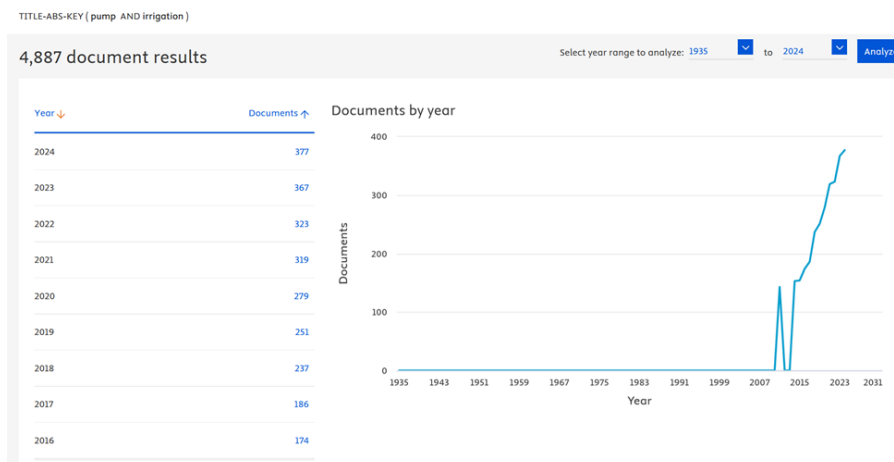 TITLE-ABS-KEY ( pump AND irrigation )
4,887 document results
Select year range to analyze: 1935 to 2024 Analyze
Year Documents
2024 377
2023 367
2022 323
2021 319
2020 279
2019 251
2018 237
2017 186
2016 174
Documents by year
400
300
200
100
0
Documents
1935 1943 1951 1959 1967 1975 1983 1991 1999 2007 2015 2023 2031
Year